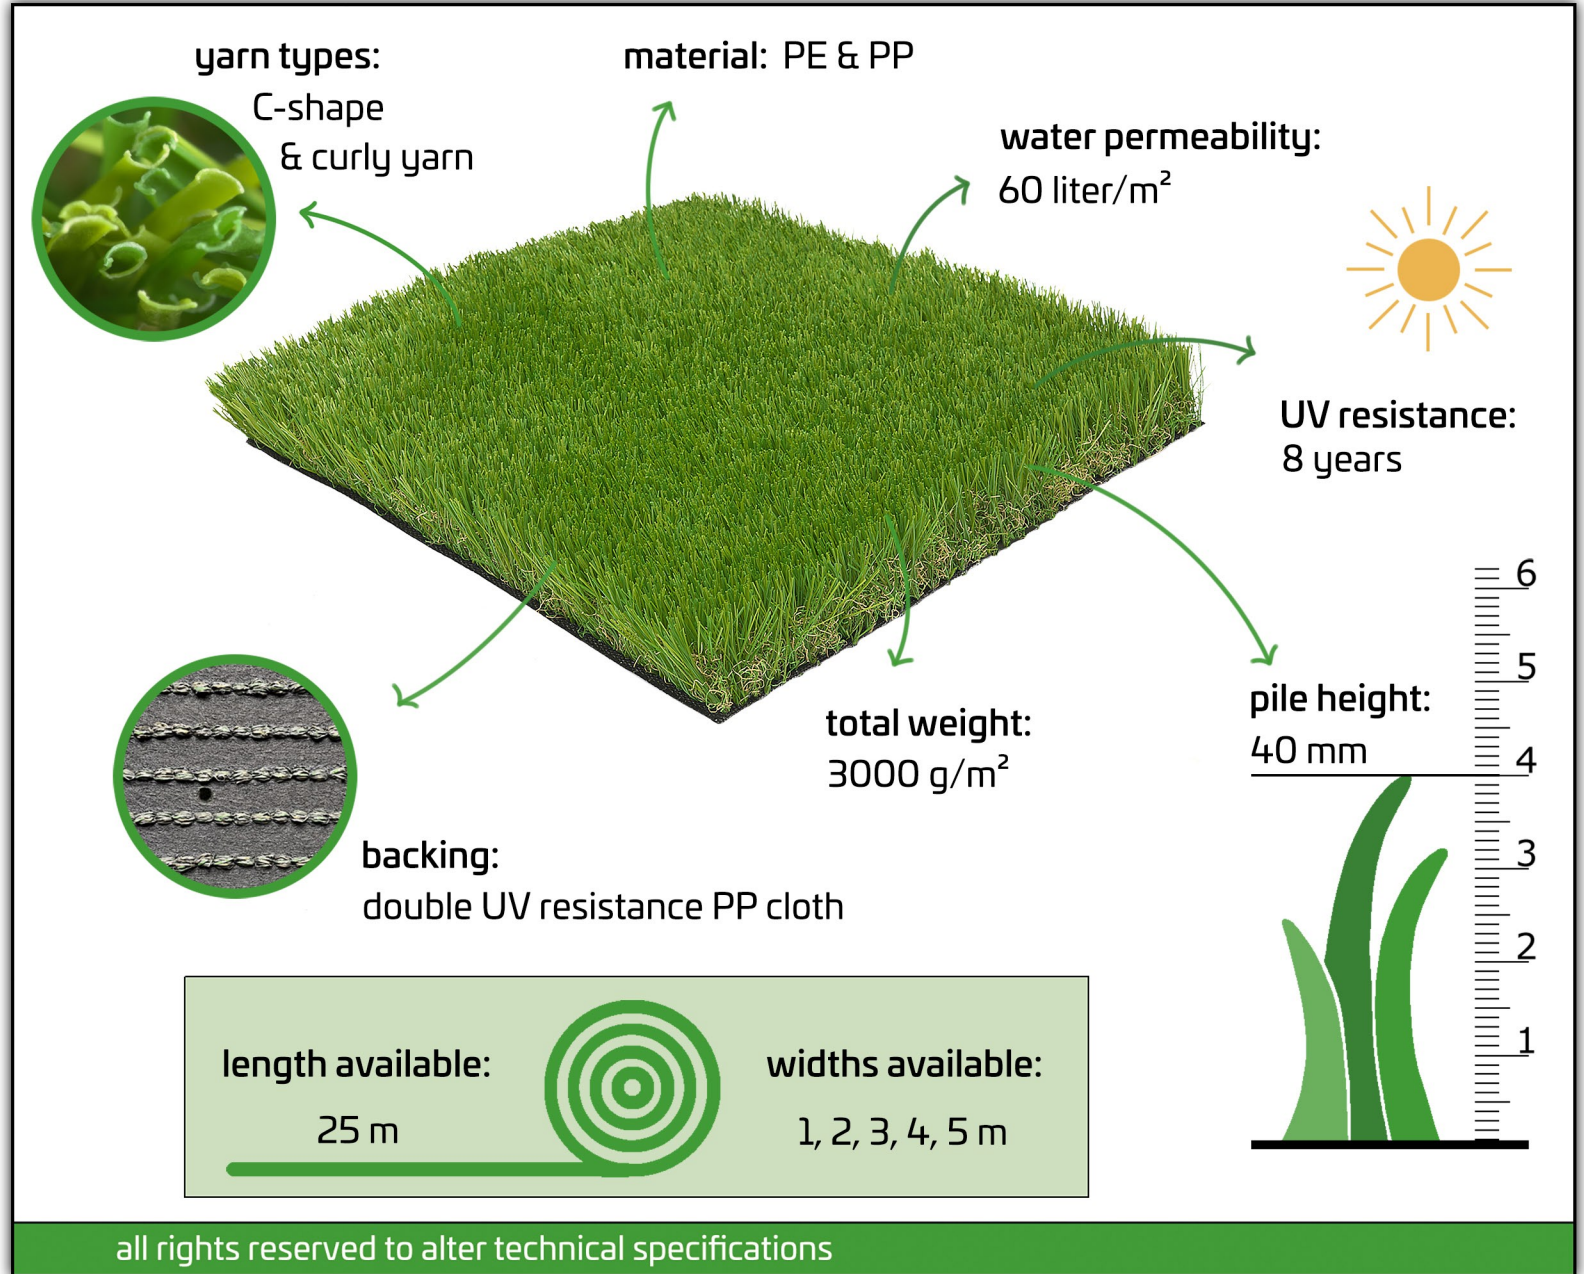 yarn types:
C-shape
& curly yarn
material: PE & PP
water permeability:
60 liter/m²
UV resistance:
8 years
pile height:
40 mm
6
5
4
3
2
1
total weight:
3000 g/m²
backing:
double UV resistance PP cloth
length available:
25 m
widths available:
1, 2, 3, 4, 5 m
all rights reserved to alter technical specifications